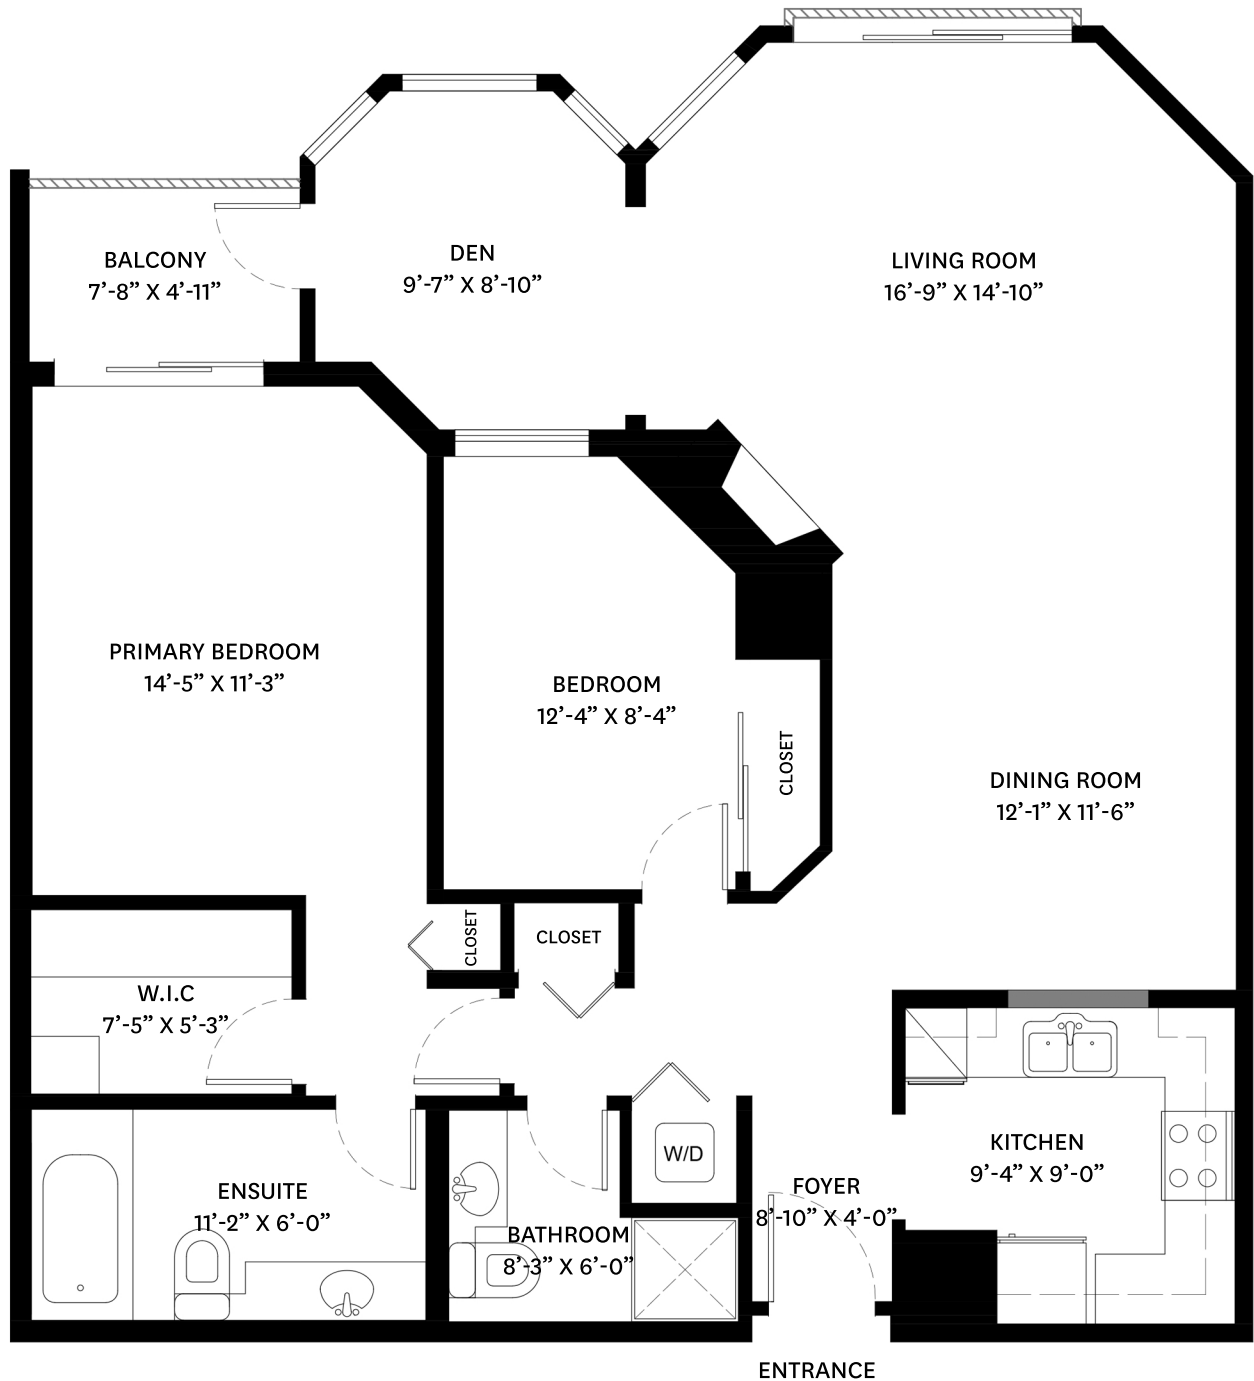 BALCONY
7’-8” X 4’-11”
DEN
9’-7” X 8’-10”
LIVING ROOM
16’-9” X 14’-10”
PRIMARY BEDROOM
14’-5” X 11’-3”
BEDROOM
12’-4” X 8’-4”
CLOSET
DINING ROOM
12’-1” X 11’-6”
CLOSET
CLOSET
W.I.C
7’-5” X 5’-3”
W/D
KITCHEN
9’-4” X 9’-0”
ENSUITE
11’-2” X 6’-0”
FOYER
8’-10” X 4’-0”
BATHROOM
8’-3” X 6’-0”
ENTRANCE